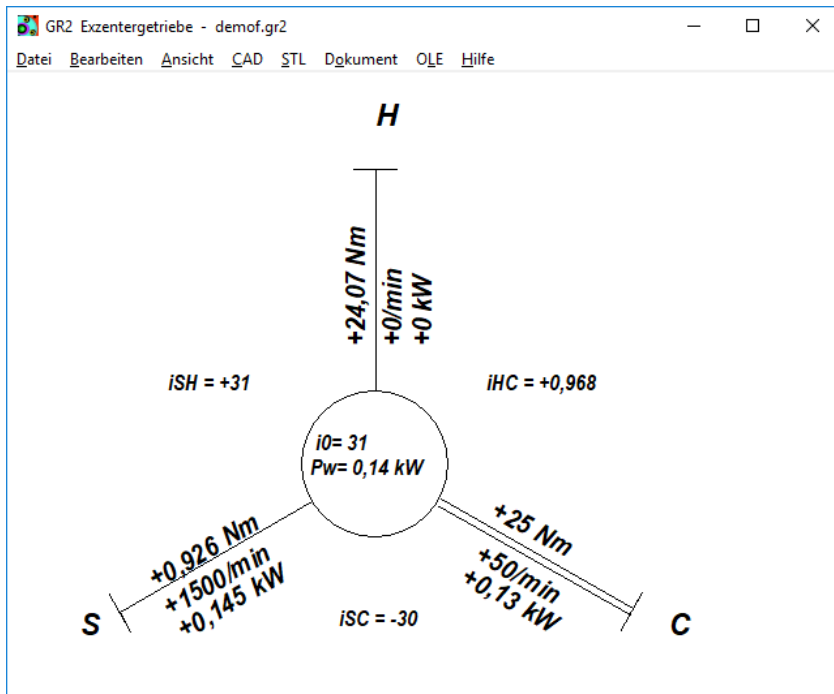 GR2 Exzentergetriebe - demof.gr2
Datei Bearbeiten Ansicht CAD STL Dokument OLE Hilfe
H
+24,07 Nm
+0/min
+0 kW
iSH = +31
iHC = +0,968
i0= 31
Pw= 0,14 kW
+0,926 Nm
+1500/min
+0,145 kW
+25 Nm
+50/min
+0,13 kW
S
iSC = -30
C